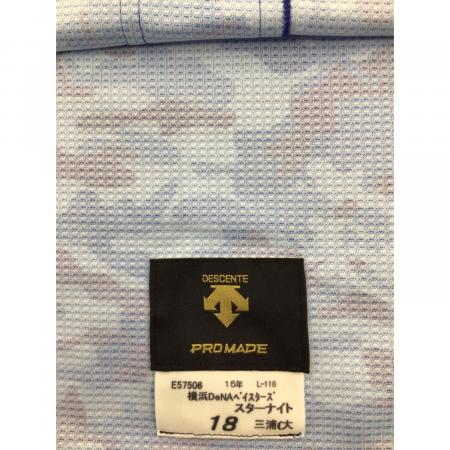 DESCENTE
PRO MADE
E57506 15年 L-118
横浜DeNAベイスターズ
スターナイト
18 三浦(大